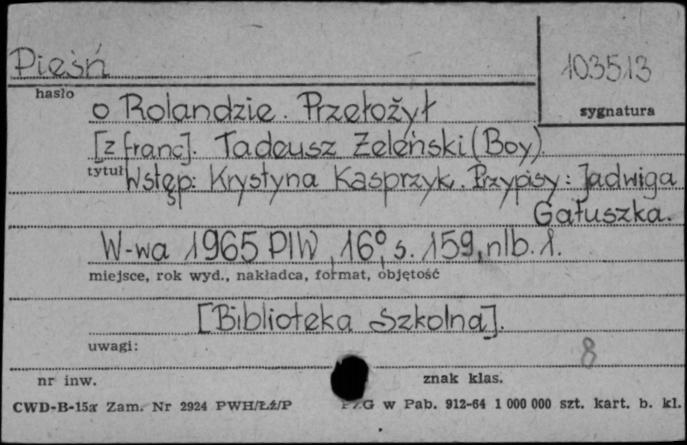 Pieśń
103513
hasło
sygnatura
o Rolandzie. Przełożył
[z franc]. Tadeusz Żeleński (Boy)
tytuł
Wstęp: Krystyna Kasprzyk. Przypisy: Jadwiga
Gałuszka.
W-wa 1965 PIW, 16°, s. 159, nlb. 1.
miejsce, rok wyd., nakładca, format, objętość
[Biblioteka Szkolna].
uwagi:
8
nr inw.
znak klas.
CWD-B-15a Zam. Nr 2924 PWH/Łź/P PZG w Pab. 912-64 1 000 000 szt. kart. b. kl.